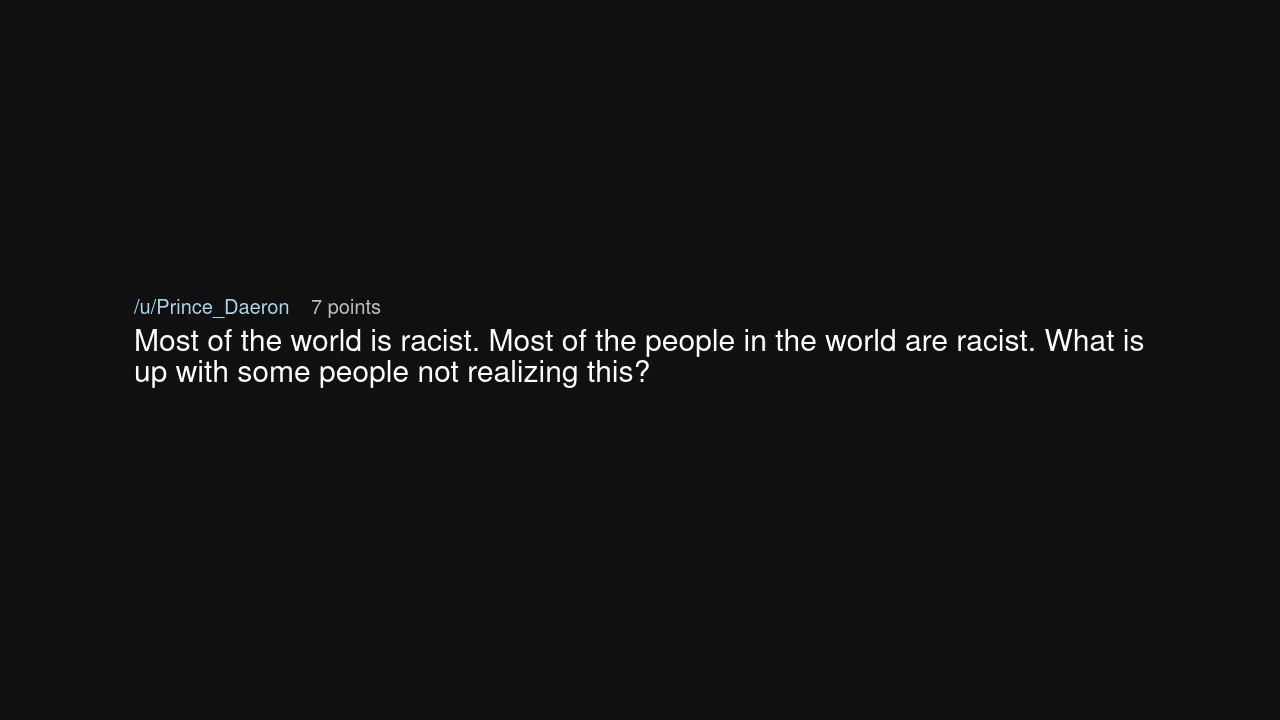 /u/Prince_Daeron 7 points
Most of the world is racist. Most of the people in the world are racist. What is
up with some people not realizing this?